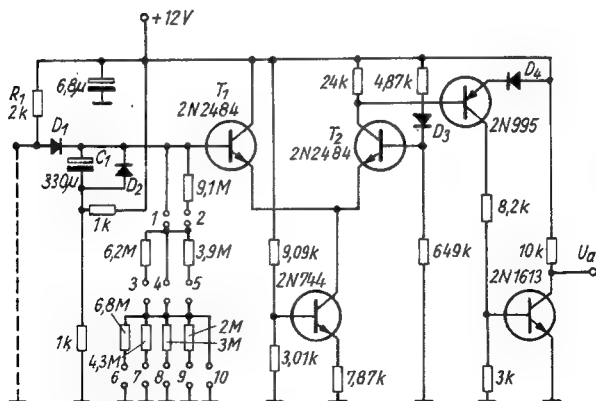 +12V
6,8µ
R1
2k
D1
C1
330µ
D2
1k
1k
T1
2N2484
24k
4,87k
T2
2N2484
D3
D4
2N995
9,1M
1
2
6,2M
3,9M
3
4
5
6,8M
4,3M
2M
3M
6
7
8
9
10
9,09k
2N744
3,01k
7,87k
649k
8,2k
10k
Ua
2N1613
3k